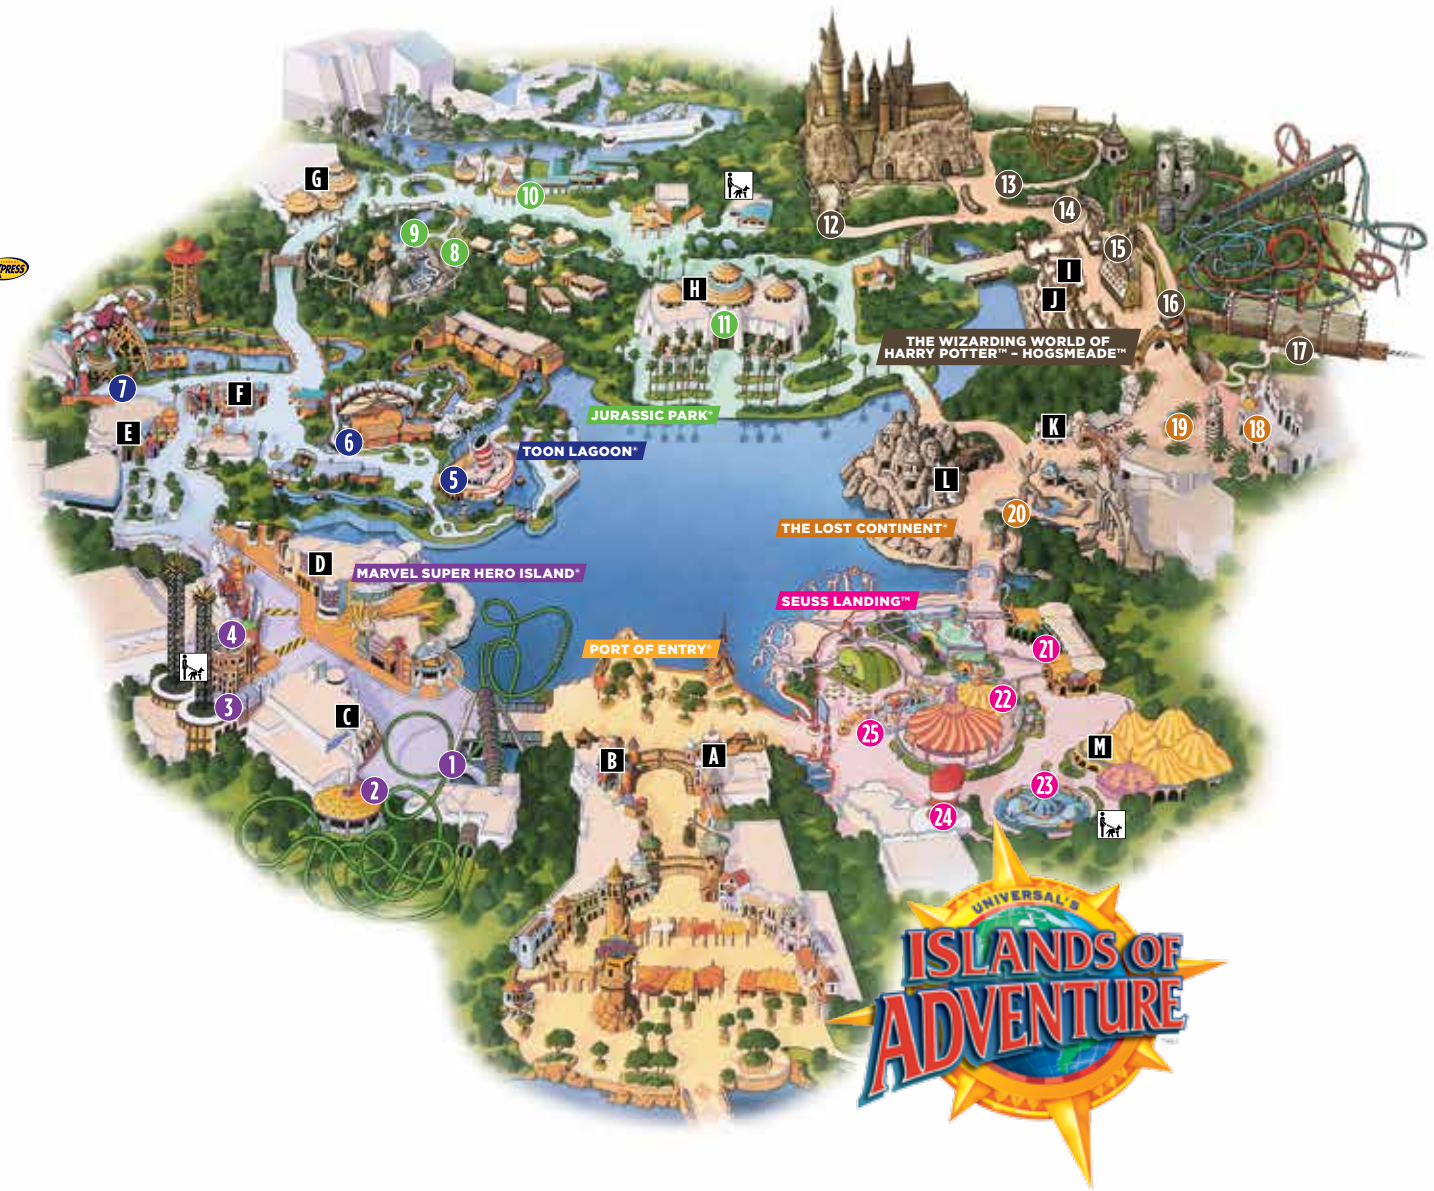 G
10
13
9
12
14
8
15
I
XPRESS
H
J
16
11
THE WIZARDING WORLD OF
HARRY POTTER™ – HOGSMEADE™
17
7
F
JURASSIC PARK®
E
6
K
19
18
TOON LAGOON®
5
L
20
THE LOST CONTINENT®
D
MARVEL SUPER HERO ISLAND®
SEUSS LANDING™
4
PORT OF ENTRY®
21
3
22
C
25
1
B
A
M
2
23
24
UNIVERSAL'S
ISLANDS OF
ADVENTURE
T